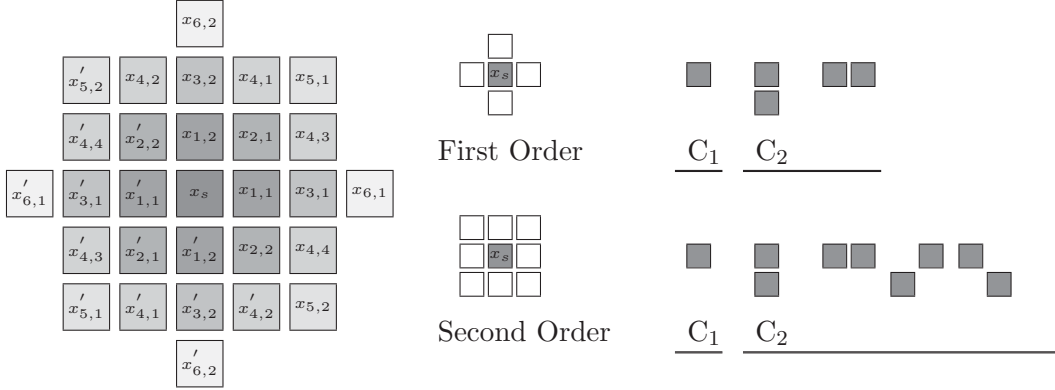 x₆,₂
x′₅,₂ x₄,₂ x₃,₂ x₄,₁ x₅,₁
x′₄,₄ x′₂,₂ x₁,₂ x₂,₁ x₄,₃
x′₆,₁ x′₃,₁ x′₁,₁ xₛ x₁,₁ x₃,₁ x₆,₁
x′₄,₃ x′₂,₁ x′₁,₂ x₂,₂ x₄,₄
x′₅,₁ x′₄,₁ x′₃,₂ x′₄,₂ x₅,₂
x′₆,₂
xₛ
First Order C₁ C₂
xₛ
Second Order C₁ C₂